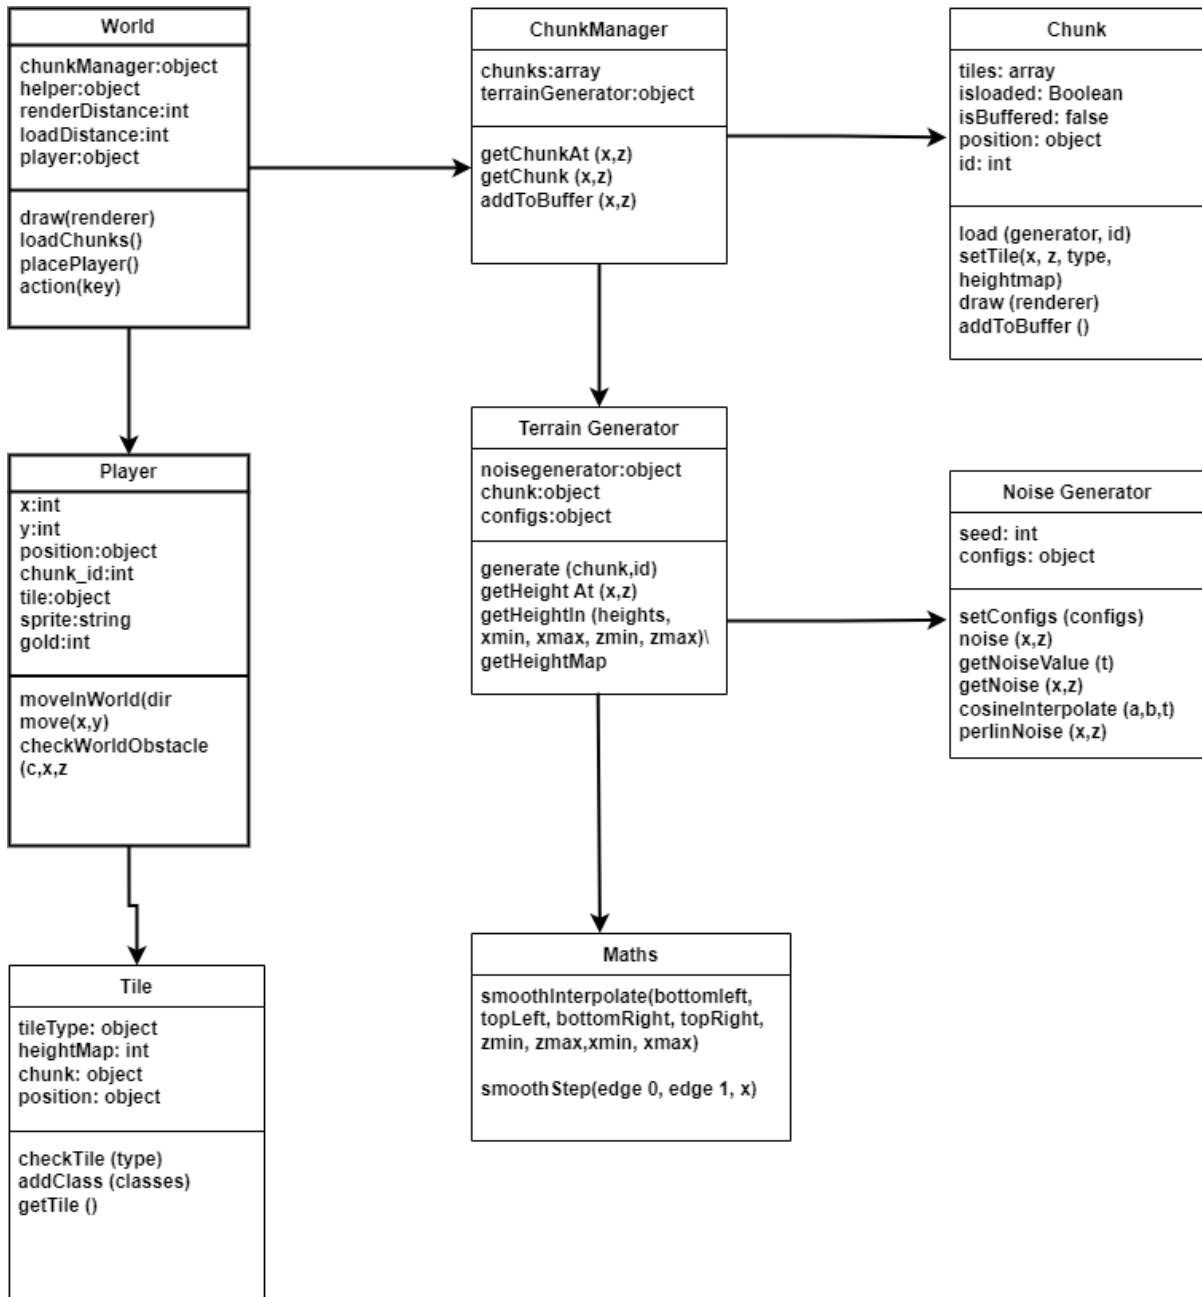 World
chunkManager:object
helper:object
renderDistance:int
loadDistance:int
player:object
draw(renderer)
loadChunks()
placePlayer()
action(key)
ChunkManager
chunks:array
terrainGenerator:object
getChunkAt (x,z)
getChunk (x,z)
addToBuffer (x,z)
Chunk
tiles: array
isloaded: Boolean
isBuffered: false
position: object
id: int
load (generator, id)
setTile(x, z, type,
heightmap)
draw (renderer)
addToBuffer ()
Player
x:int
y:int
position:object
chunk_id:int
tile:object
sprite:string
gold:int
moveInWorld(dir
move(x,y)
checkWorldObstacle
(c,x,z
Terrain Generator
noisegenerator:object
chunk:object
configs:object
generate (chunk,id)
getHeight At (x,z)
getHeightIn (heights,
xmin, xmax, zmin, zmax)\
getHeightMap
Noise Generator
seed: int
configs: object
setConfigs (configs)
noise (x,z)
getNoiseValue (t)
getNoise (x,z)
cosineInterpolate (a,b,t)
perlinNoise (x,z)
Tile
tileType: object
heightMap: int
chunk: object
position: object
checkTile (type)
addClass (classes)
getTile ()
Maths
smoothInterpolate(bottomleft,
topLeft, bottomRight, topRight,
zmin, zmax,xmin, xmax)
smoothStep(edge 0, edge 1, x)